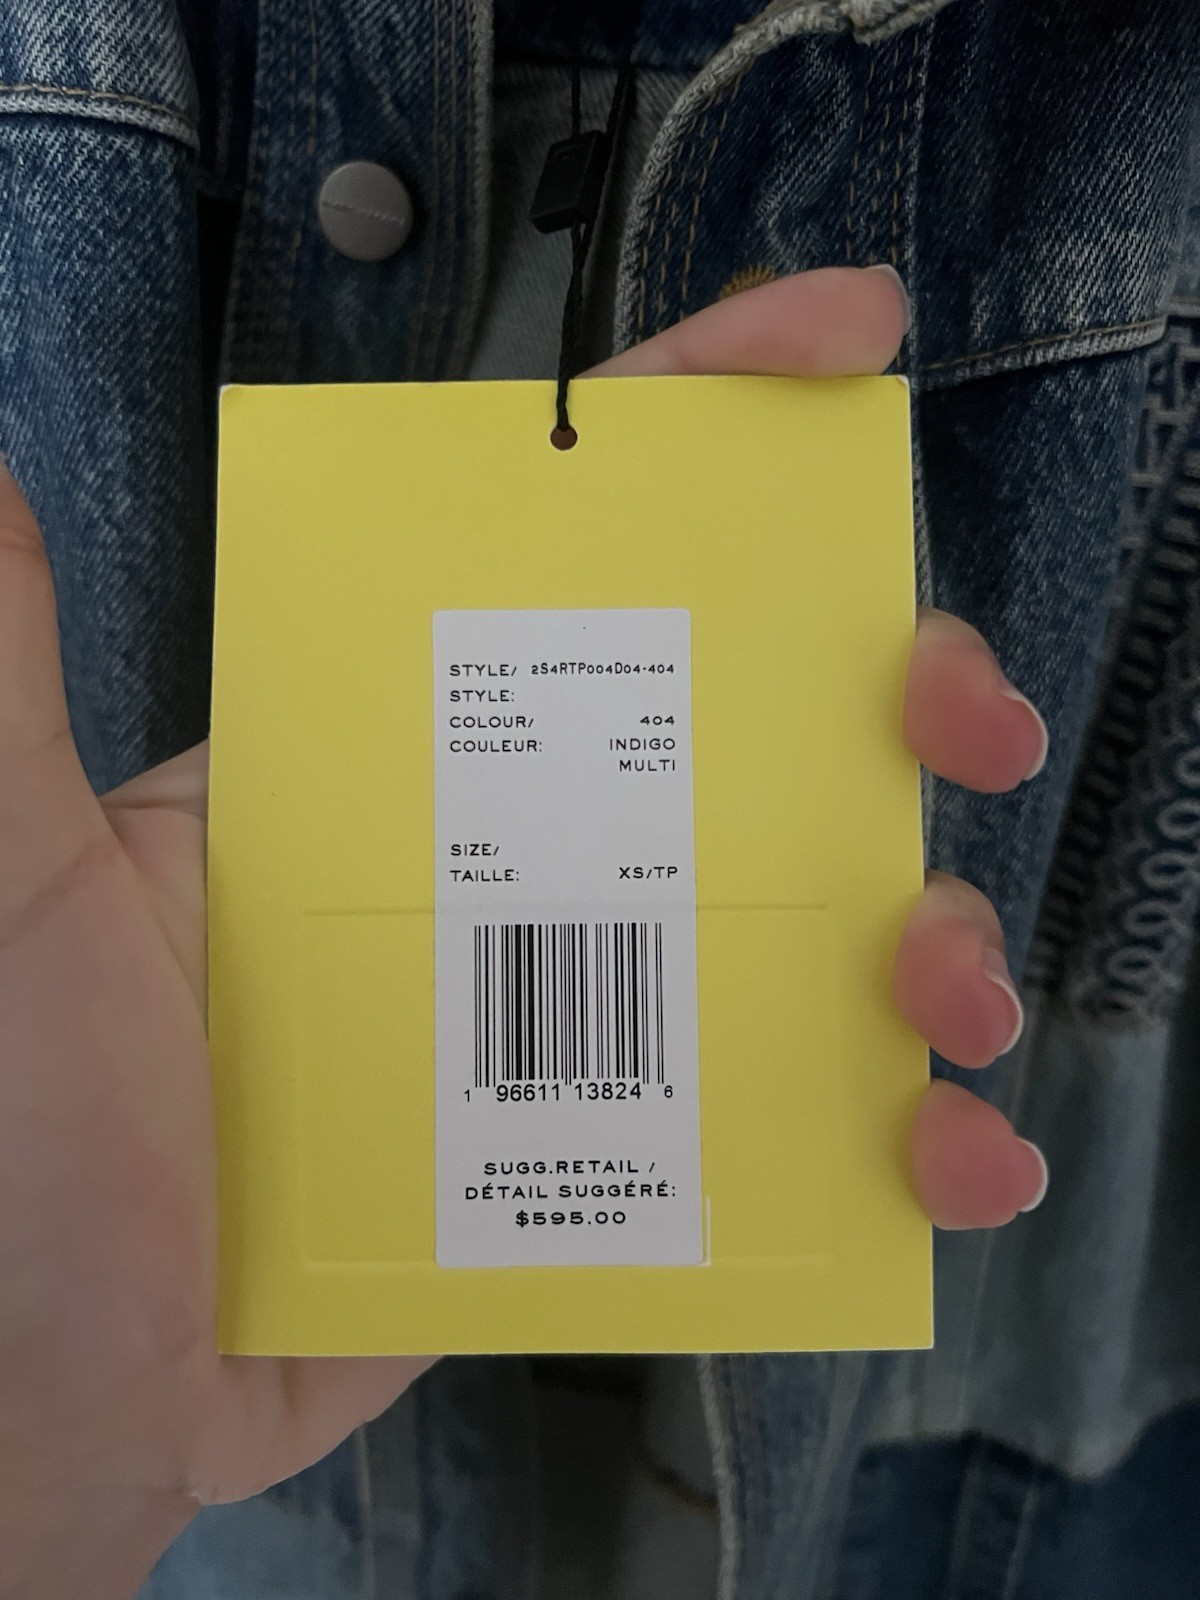 STYLE/ 2S4RTP004D04-404
STYLE:
COLOUR/ 404
COULEUR: INDIGO
MULTI
SIZE/
TAILLE: XS/TP
1 96611 13824 6
SUGG.RETAIL /
DÉTAIL SUGGÉRÉ:
$595.00